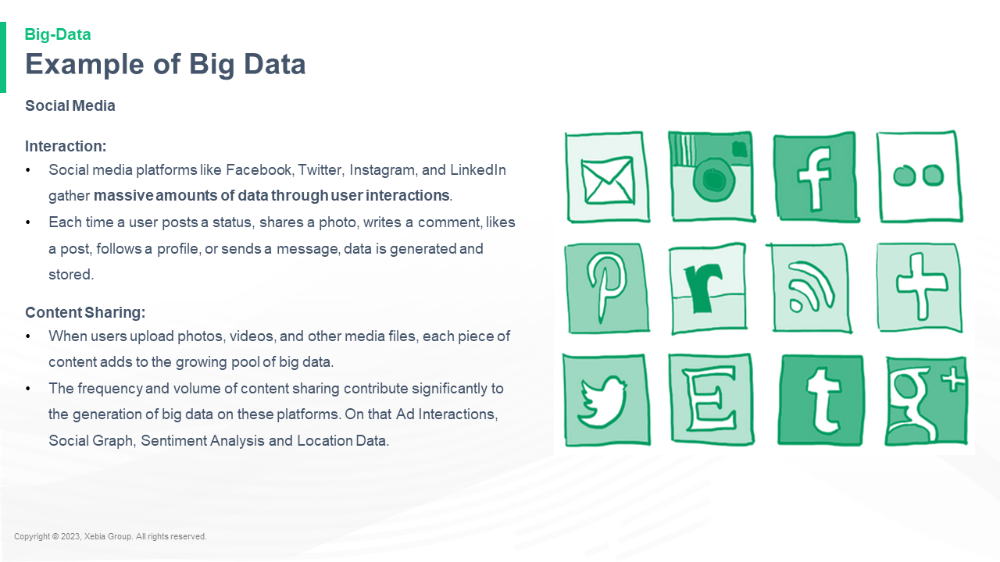 Big-Data
Example of Big Data
Social Media
Interaction:
• Social media platforms like Facebook, Twitter, Instagram, and LinkedIn
gather massive amounts of data through user interactions.
• Each time a user posts a status, shares a photo, writes a comment, likes
a post, follows a profile, or sends a message, data is generated and
stored.
Content Sharing:
• When users upload photos, videos, and other media files, each piece of
content adds to the growing pool of big data.
• The frequency and volume of content sharing contribute significantly to
the generation of big data on these platforms. On that Ad Interactions,
Social Graph, Sentiment Analysis and Location Data.
f
P
r
E
t
g+
Copyright © 2023, Xebia Group. All rights reserved.